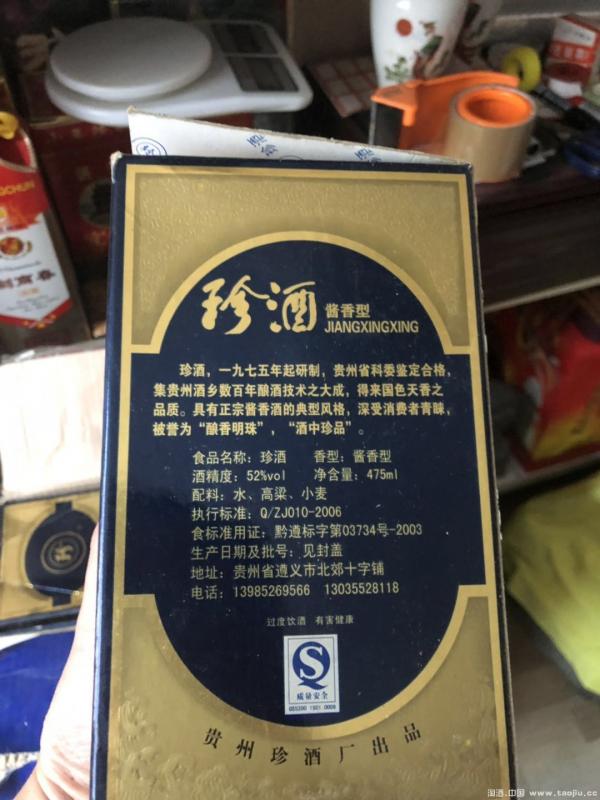 珍酒 酱香型
JIANGXINGXING
珍酒，一九七五年起研制，贵州省科委鉴定合格，
集贵州酒乡数百年酿酒技术之大成，得来国色天香之
品质。具有正宗酱香酒的典型风格，深受消费者青睐，
被誉为“酿香明珠”，“酒中珍品”。
食品名称：珍酒 香型：酱香型
酒精度：52%vol 净含量：475ml
配料：水、高梁、小麦
执行标准：Q/ZJ010-2006
食标准用证：黔遵标字第03734号-2003
生产日期及批号：见封盖
地址：贵州省遵义市北郊十字铺
电话：13985269566 13035528118
过度饮酒 有害健康
质量安全
贵州珍酒厂出品
淘酒.中国 www.taojiu.cc